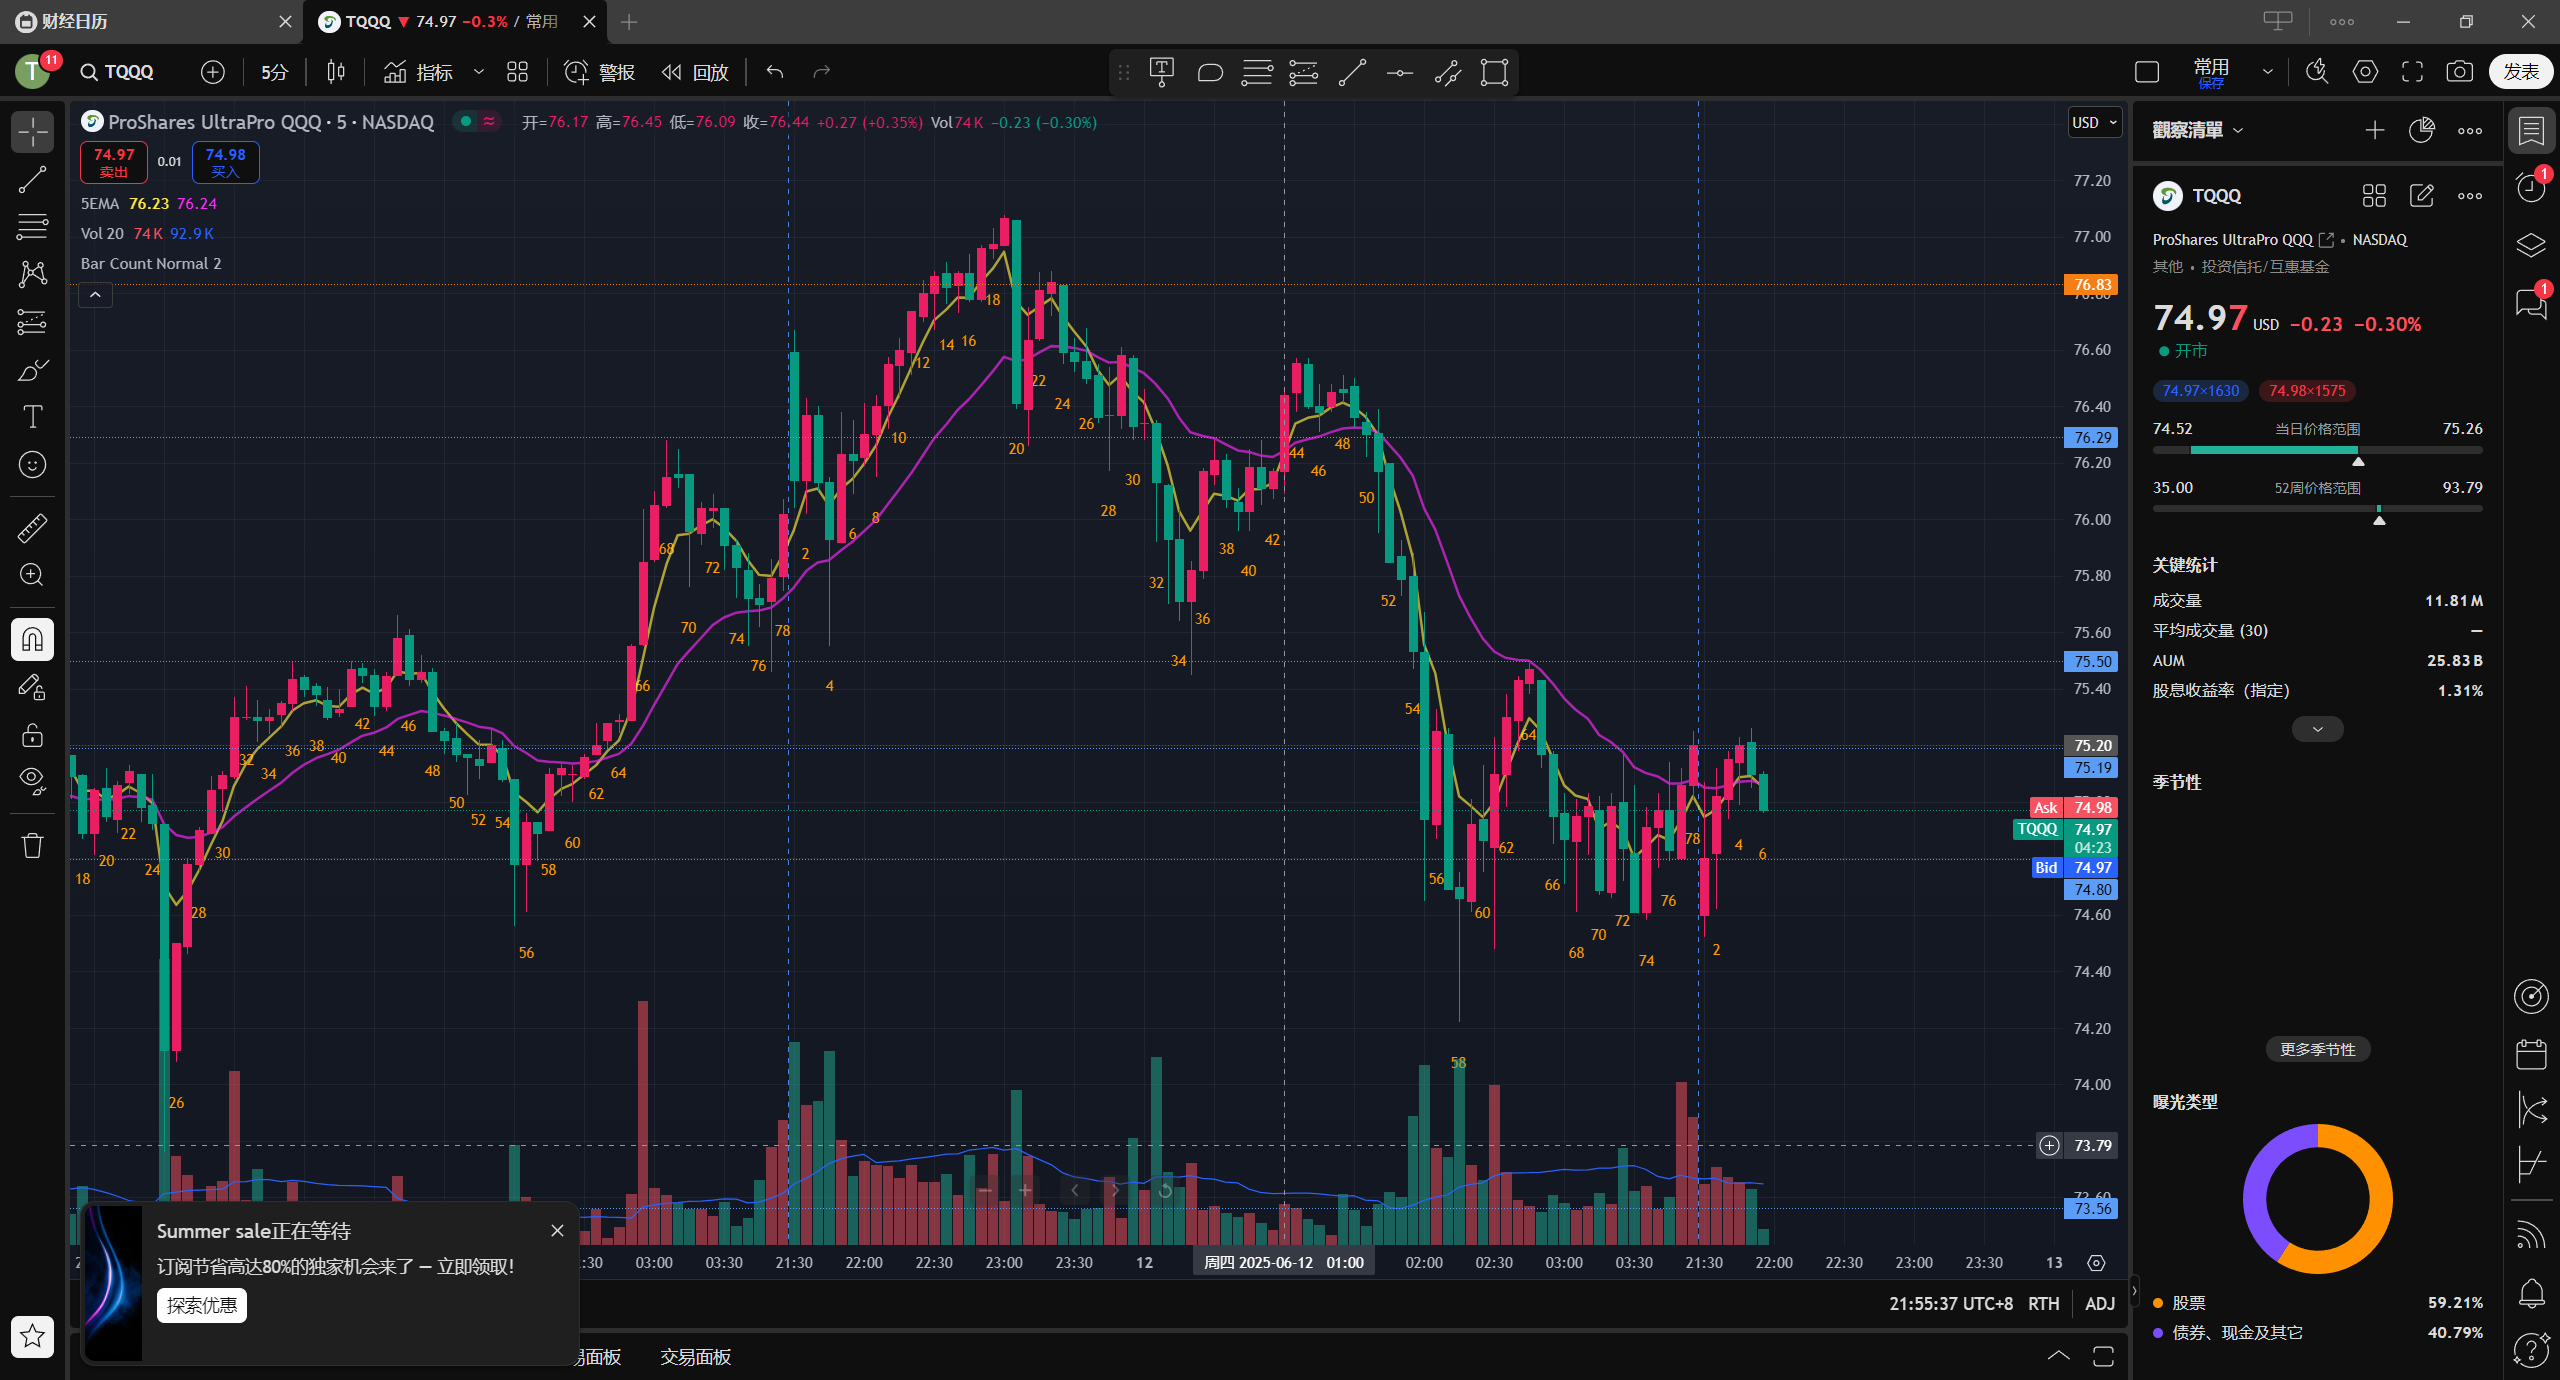 财经日历
TQQQ ▼ 74.97 −0.3% / 常用
T
11
TQQQ
5分
指标
警报
回放
常用
保存
发表
ProShares UltraPro QQQ · 5 · NASDAQ
开=76.17 高=76.45 低=76.09 收=76.44 +0.27 (+0.35%) Vol74 K −0.23 (−0.30%)
74.97
卖出
0.01
74.98
买入
5EMA 76.23 76.24
Vol 20 74 K 92.9 K
Bar Count Normal 2
USD
77.20
77.00
76.83
76.60
76.40
76.29
76.20
76.00
75.80
75.60
75.50
75.40
75.20
75.19
Ask 74.98
TQQQ 74.97
04:23
Bid 74.97
74.80
74.60
74.40
74.20
74.00
73.79
73.56
18
20
22
24
26
28
30
32
34
36
38
40
42
44
46
48
50
52
54
56
58
60
62
64
66
68
70
72
74
76
78
2
4
6
8
10
12
14
16
18
20
22
24
26
28
30
32
34
36
38
40
42
44
46
48
50
52
54
56
58
60
62
64
66
68
70
72
74
76
78
2
4
6
:30
03:00
03:30
21:30
22:00
22:30
23:00
23:30
12
周四 2025-06-12 01:00
02:00
02:30
03:00
03:30
21:30
22:00
22:30
23:00
23:30
13
21:55:37 UTC+8 RTH ADJ
Summer sale正在等待
订阅节省高达80%的独家机会来了 — 立即领取！
探索优惠
面板
交易面板
觀察清單
TQQQ
ProShares UltraPro QQQ • NASDAQ
其他 • 投资信托/互惠基金
74.97 USD −0.23 −0.30%
开市
74.97×1630
74.98×1575
74.52 当日价格范围 75.26
35.00 52周价格范围 93.79
关键统计
成交量 11.81 M
平均成交量 (30) —
AUM 25.83 B
股息收益率（指定） 1.31%
季节性
更多季节性
曝光类型
股票 59.21%
债券、现金及其它 40.79%
1
1